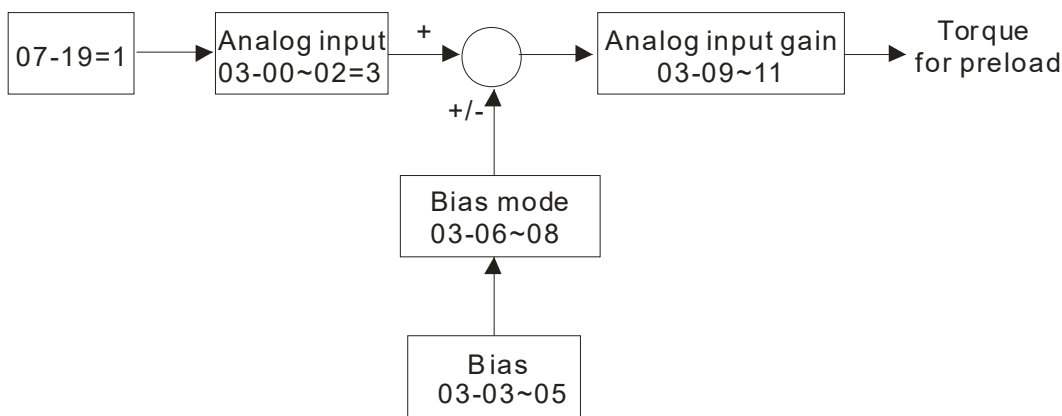 07-19=1
Analog input
03-00~02=3
+
+/-
Analog input gain
03-09~11
Torque
for preload
Bias mode
03-06~08
Bias
03-03~05